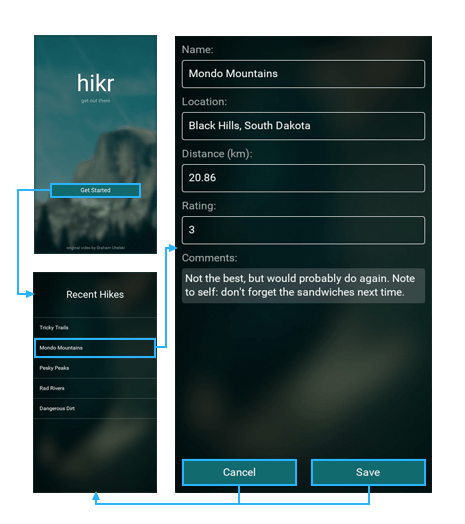 hikr
get out there
Get Started
original video by Graham Uhelski
Recent Hikes
Tricky Trails
Mondo Mountains
Pesky Peaks
Rad Rivers
Dangerous Dirt
Name:
Mondo Mountains
Location:
Black Hills, South Dakota
Distance (km):
20.86
Rating:
3
Comments:
Not the best, but would probably do again. Note
to self: don't forget the sandwiches next time.
Cancel
Save